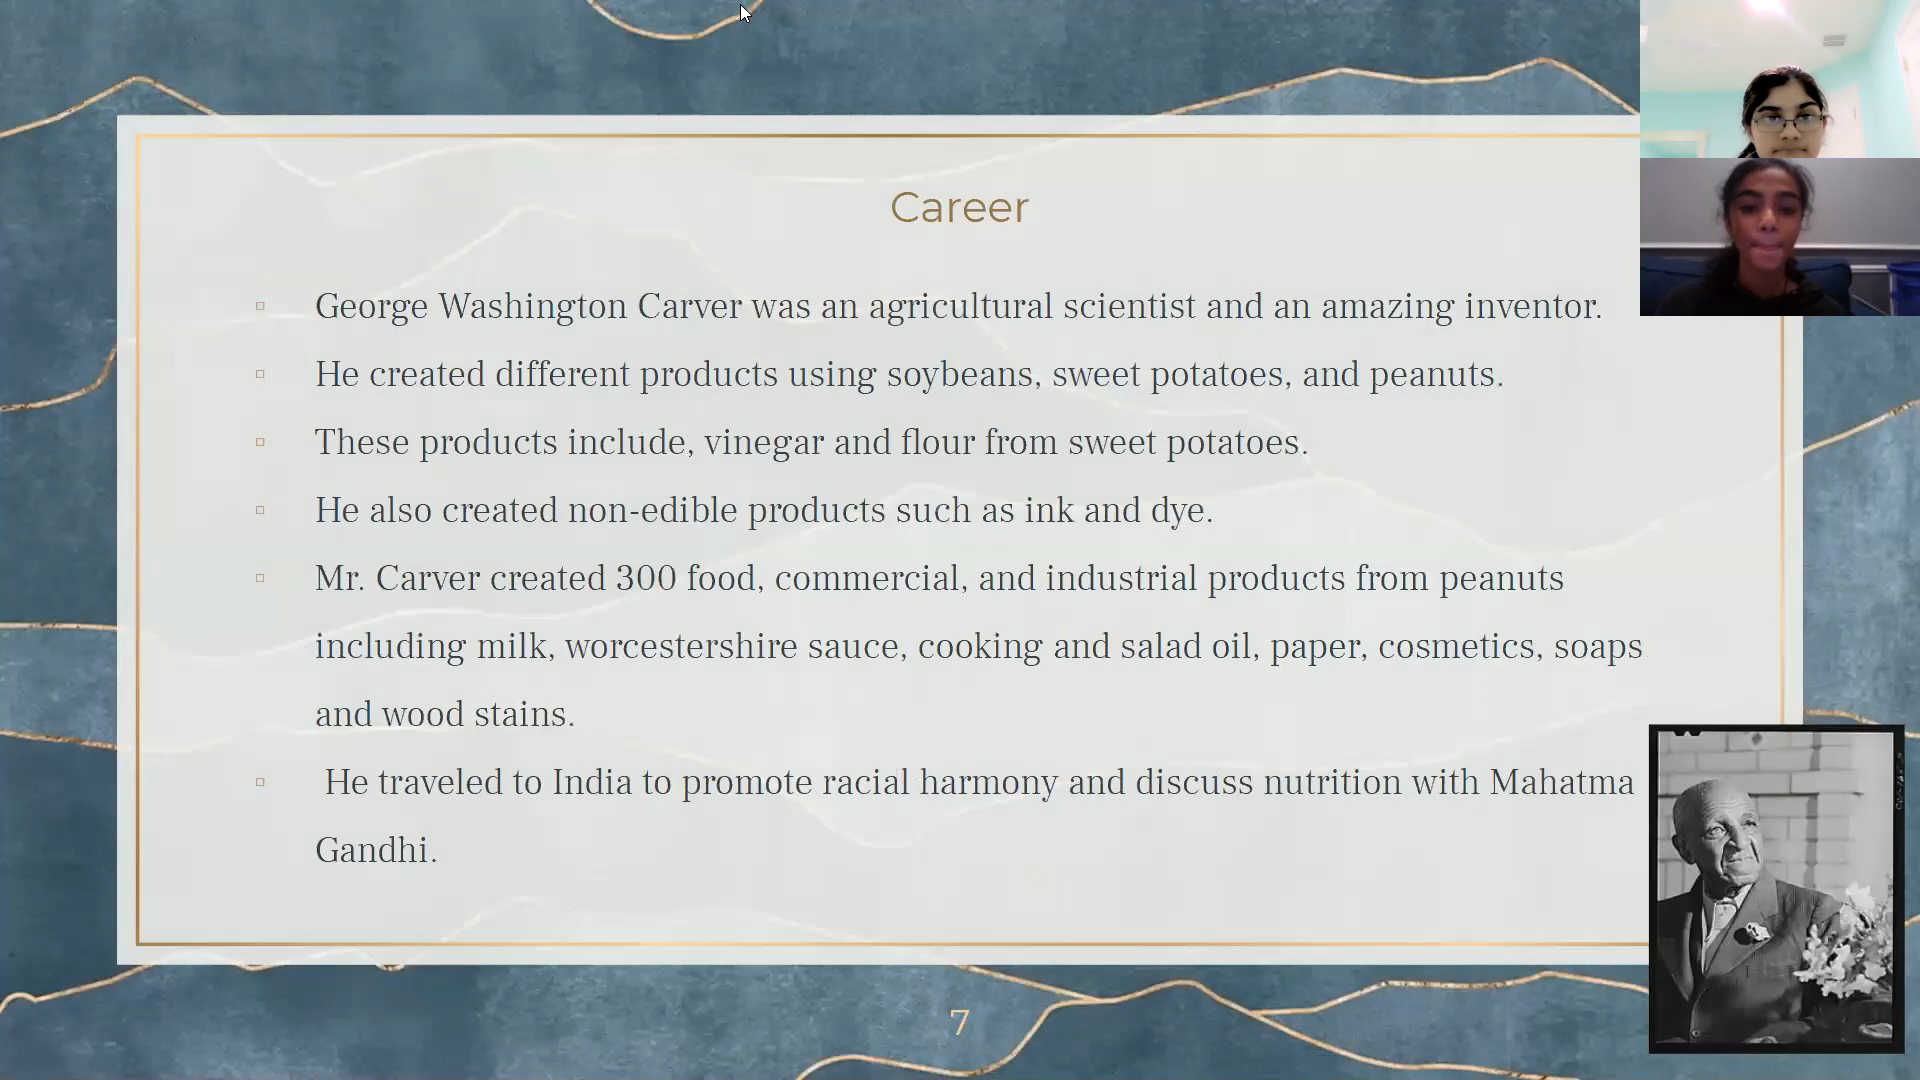 Career
George Washington Carver was an agricultural scientist and an amazing inventor.
He created different products using soybeans, sweet potatoes, and peanuts.
These products include, vinegar and flour from sweet potatoes.
He also created non-edible products such as ink and dye.
Mr. Carver created 300 food, commercial, and industrial products from peanuts
including milk, worcestershire sauce, cooking and salad oil, paper, cosmetics, soaps
and wood stains.
He traveled to India to promote racial harmony and discuss nutrition with Mahatma
Gandhi.
7